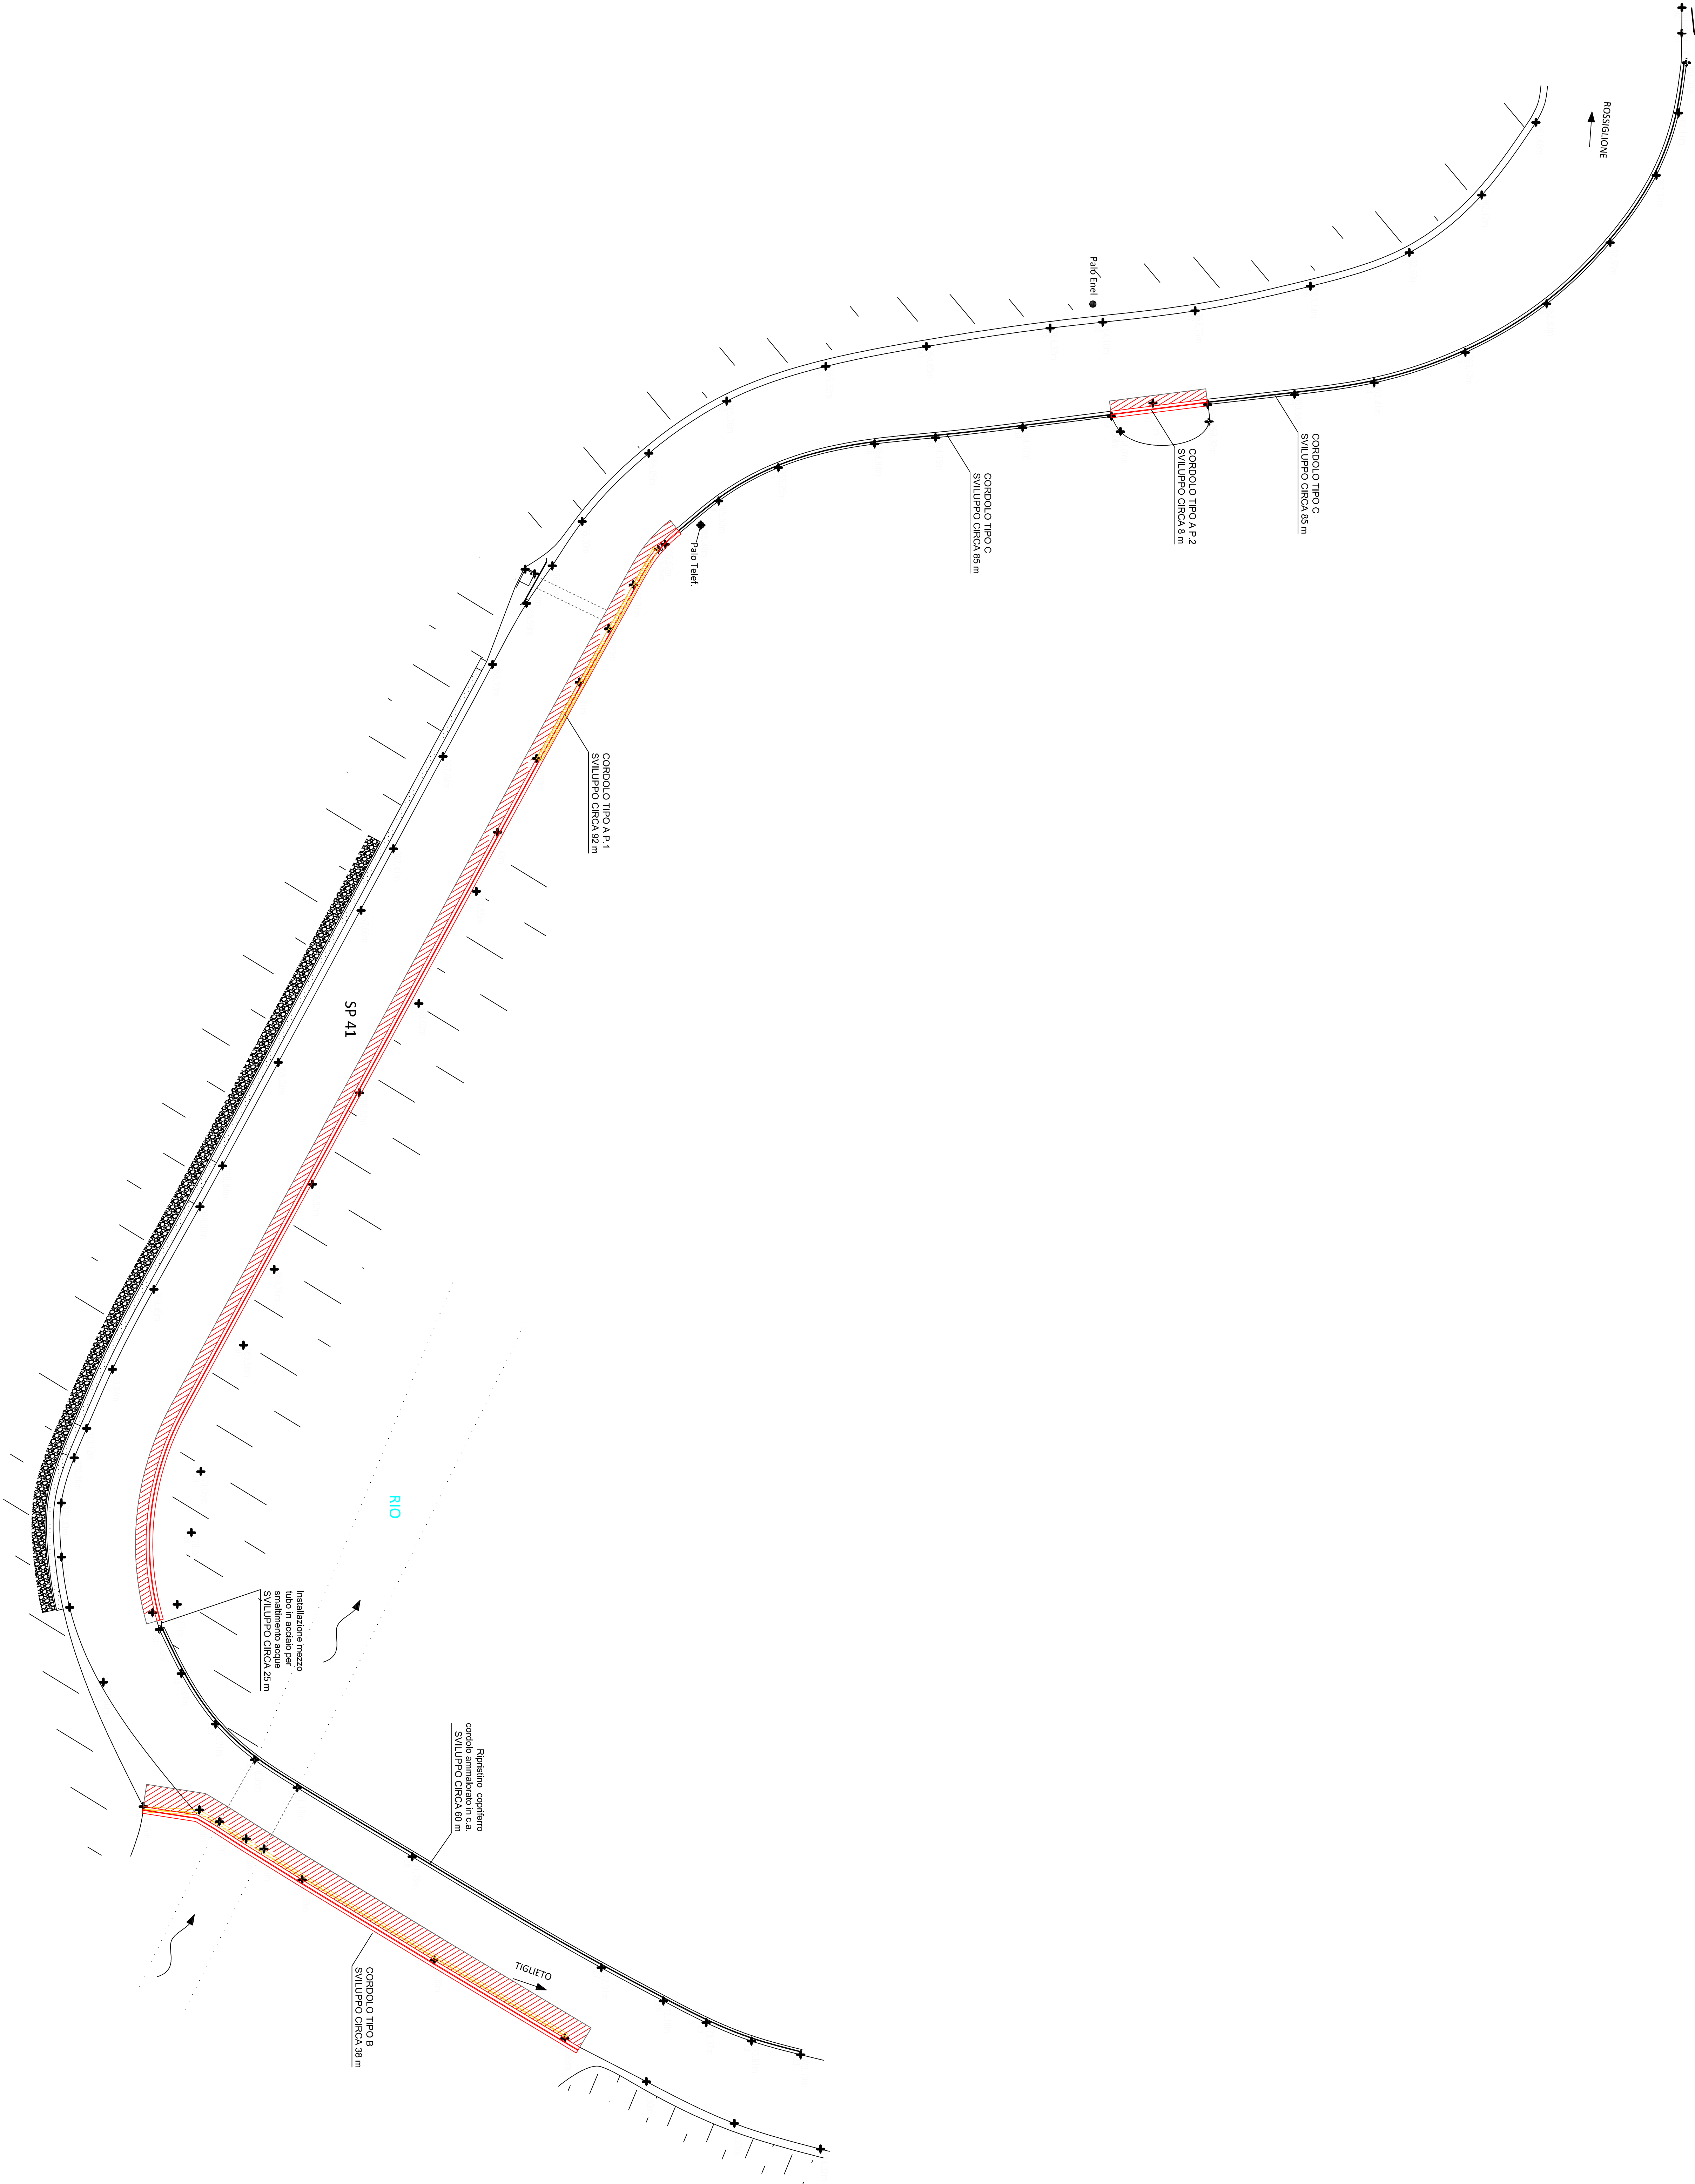 ROSSIGLIONE
Palo Enel
CORDOLO TIPO C
SVILUPPO CIRCA 85 m
CORDOLO TIPO A P.2
SVILUPPO CIRCA 8 m
CORDOLO TIPO C
SVILUPPO CIRCA 85 m
Palo Telef.
CORDOLO TIPO A P.1
SVILUPPO CIRCA 92 m
SP 41
RIO
Installazione mezzo
tubo in acciaio per
smaltimento acque
SVILUPPO CIRCA 25 m
Ripristino copriferro
cordolo ammalorato in c.a.
SVILUPPO CIRCA 60 m
TIGLIETO
CORDOLO TIPO B
SVILUPPO CIRCA 38 m